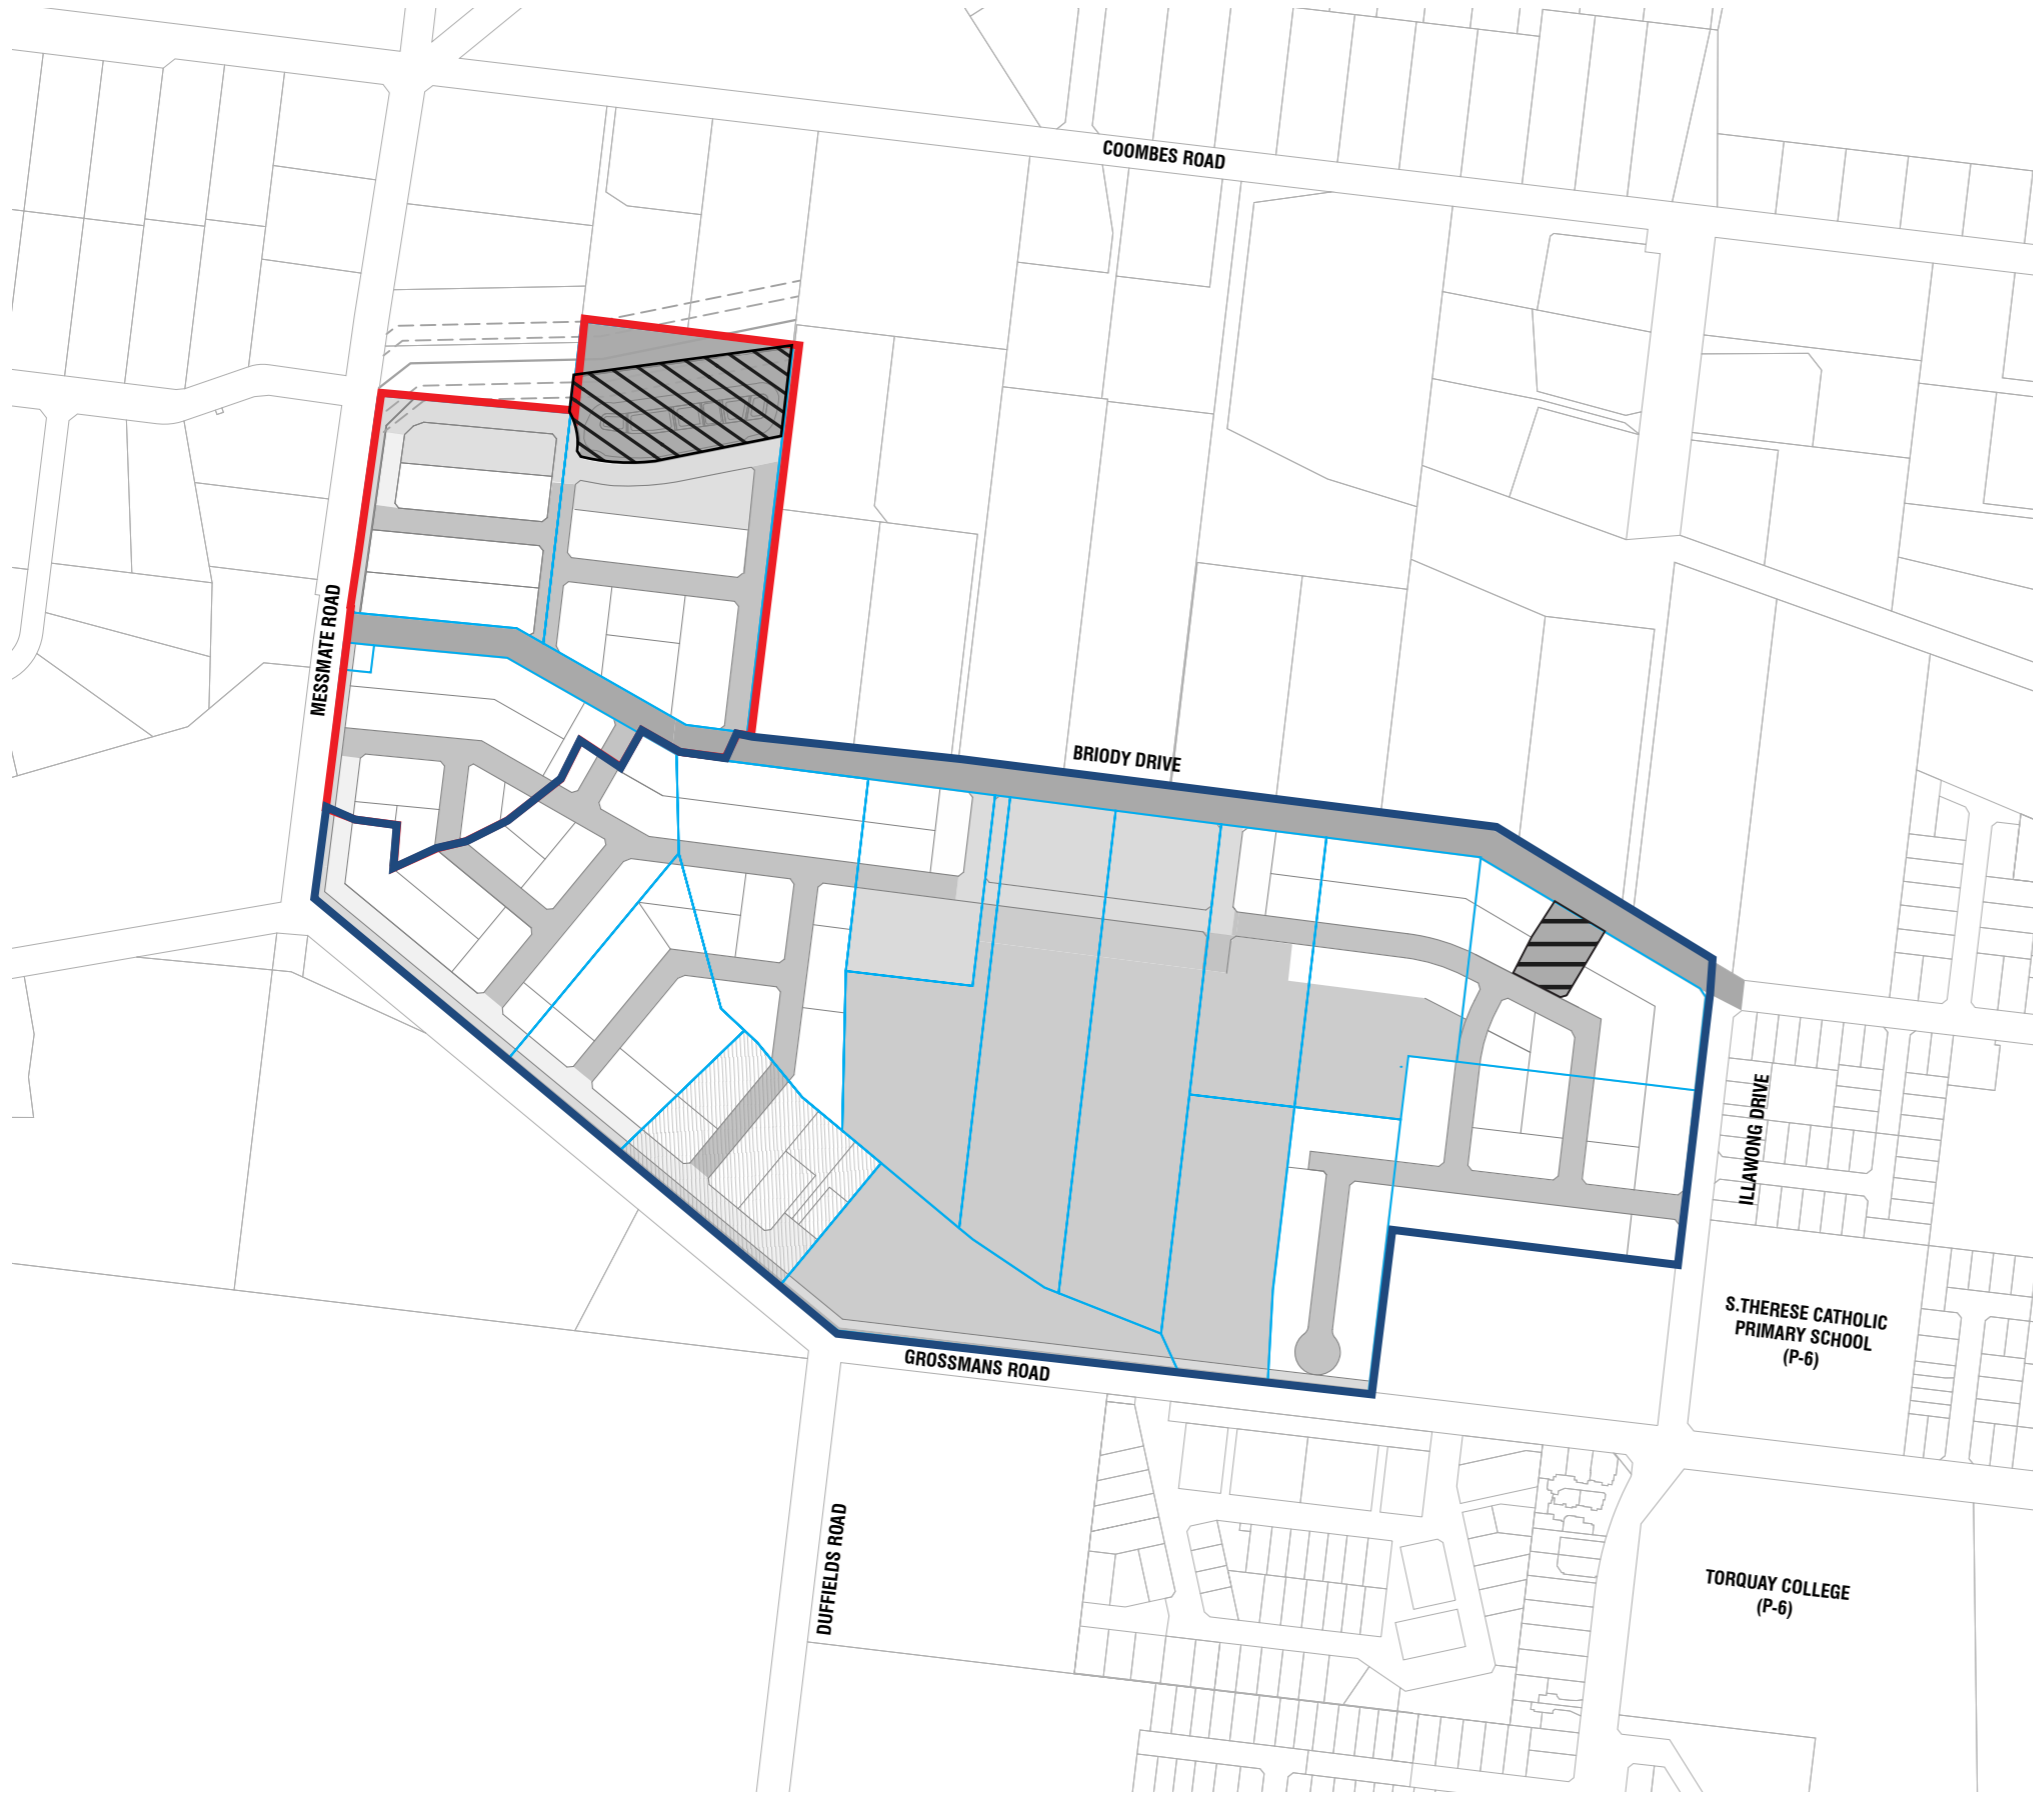 COOMBES ROAD
MESSMATE ROAD
BRIODY DRIVE
ILLAWONG DRIVE
S.THERESE CATHOLIC
PRIMARY SCHOOL
(P-6)
GROSSMANS ROAD
DUFFIELDS ROAD
TORQUAY COLLEGE
(P-6)